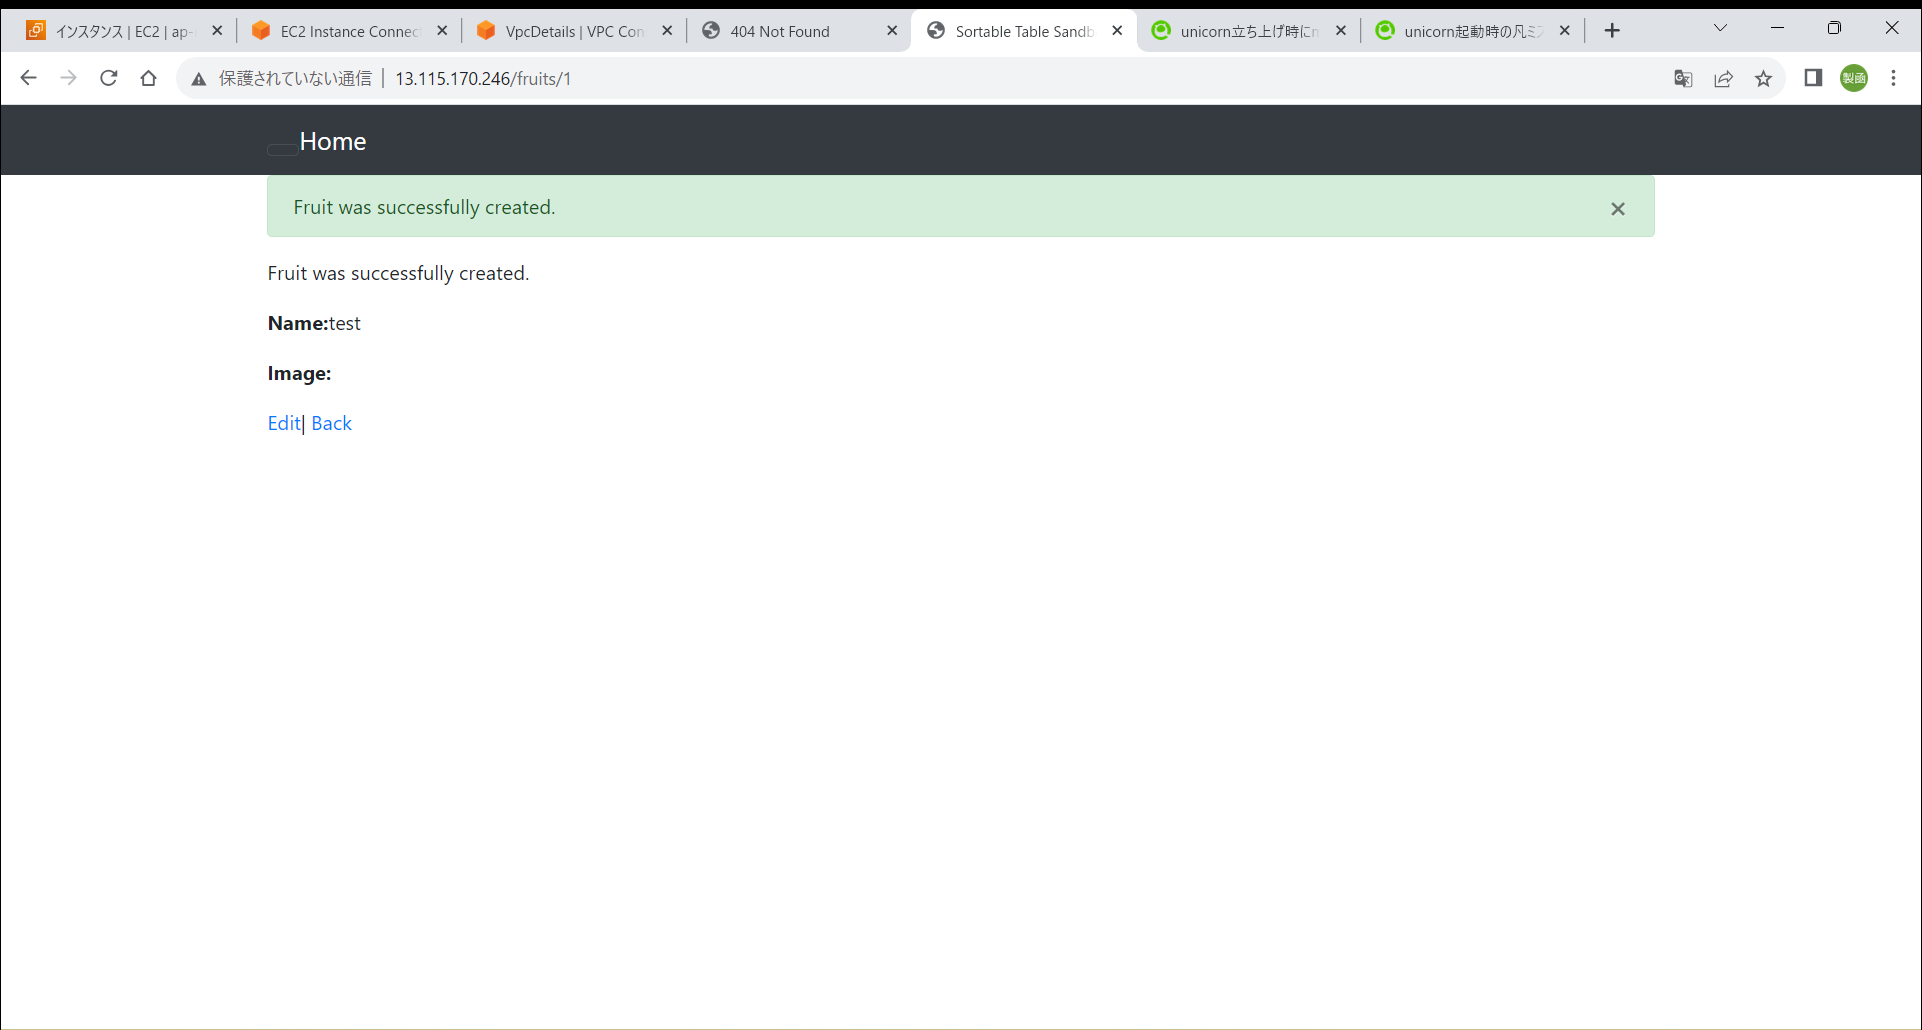 インスタンス | EC2 | ap-
EC2 Instance Connect
VpcDetails | VPC Con
404 Not Found
Sortable Table Sandb
unicorn立ち上げ時に
unicorn起動時の凡ミス
保護されていない通信
13.115.170.246/fruits/1
製函
Home
Fruit was successfully created.
Fruit was successfully created.
Name:test
Image:
Edit| Back